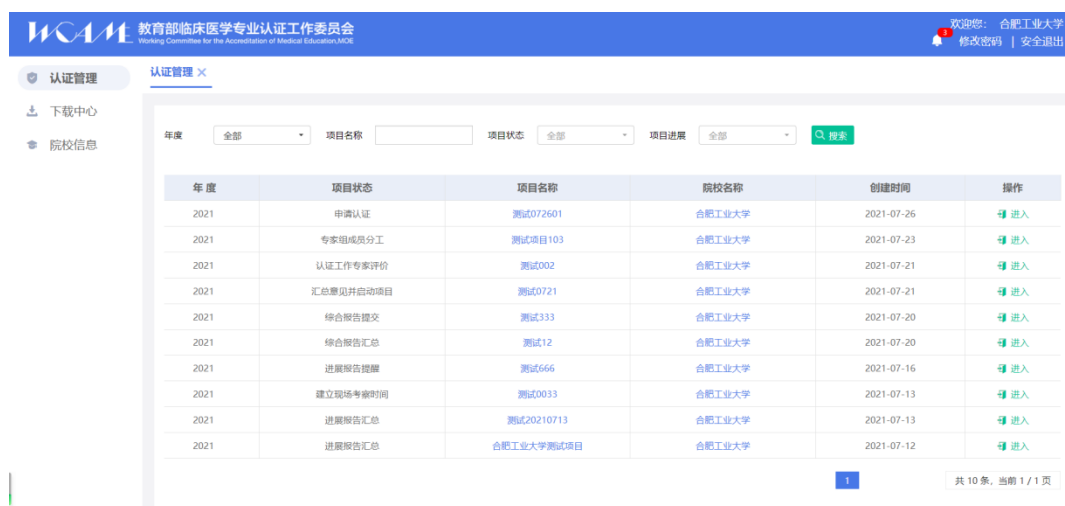 WCAME 教育部临床医学专业认证工作委员会
Working Committee for the Accreditation of Medical Education,MOE
欢迎您： 合肥工业大学
3
修改密码 | 安全退出
认证管理
下载中心
院校信息
认证管理 ×
年度 全部 项目名称 项目状态 全部 项目进展 全部 搜索
年 度 项目状态 项目名称 院校名称 创建时间 操作
2021 申请认证 测试072601 合肥工业大学 2021-07-26 进入
2021 专家组成员分工 测试项目103 合肥工业大学 2021-07-23 进入
2021 认证工作专家评价 测试002 合肥工业大学 2021-07-21 进入
2021 汇总意见并启动项目 测试0721 合肥工业大学 2021-07-21 进入
2021 综合报告提交 测试333 合肥工业大学 2021-07-20 进入
2021 综合报告汇总 测试12 合肥工业大学 2021-07-20 进入
2021 进展报告提醒 测试666 合肥工业大学 2021-07-16 进入
2021 建立现场考察时间 测试0033 合肥工业大学 2021-07-13 进入
2021 进展报告汇总 测试20210713 合肥工业大学 2021-07-13 进入
2021 进展报告汇总 合肥工业大学测试项目 合肥工业大学 2021-07-12 进入
1 共 10 条, 当前 1 / 1 页